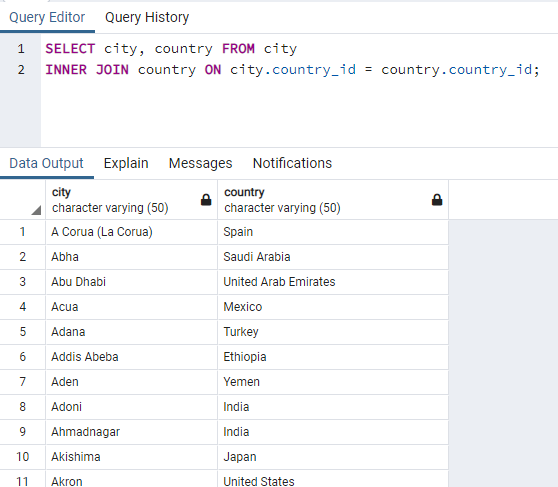 Query Editor Query History
1 SELECT city, country FROM city
2 INNER JOIN country ON city.country_id = country.country_id;
Data Output Explain Messages Notifications
city country
character varying (50) character varying (50)
1 A Corua (La Corua) Spain
2 Abha Saudi Arabia
3 Abu Dhabi United Arab Emirates
4 Acua Mexico
5 Adana Turkey
6 Addis Abeba Ethiopia
7 Aden Yemen
8 Adoni India
9 Ahmadnagar India
10 Akishima Japan
11 Akron United States